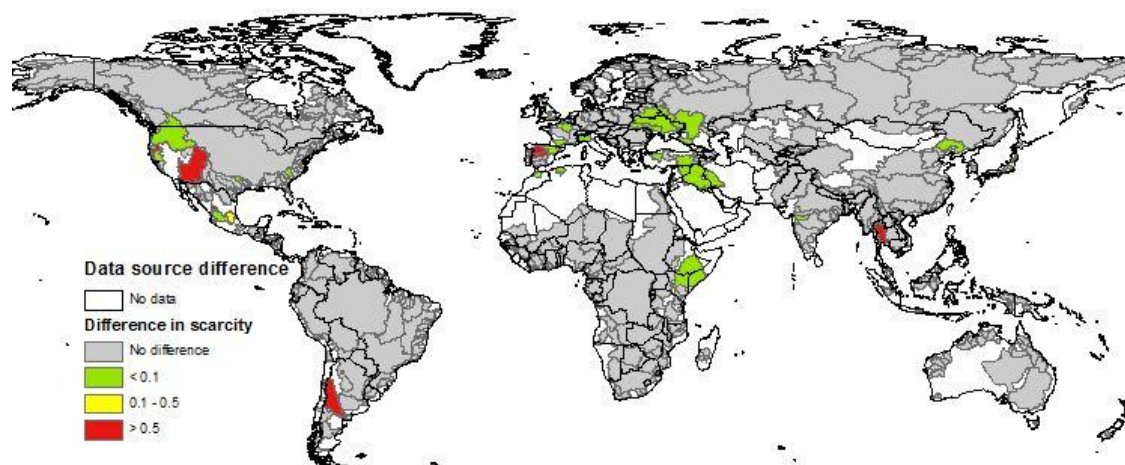 Data source difference
No data
Difference in scarcity
No difference
< 0.1
0.1 - 0.5
> 0.5